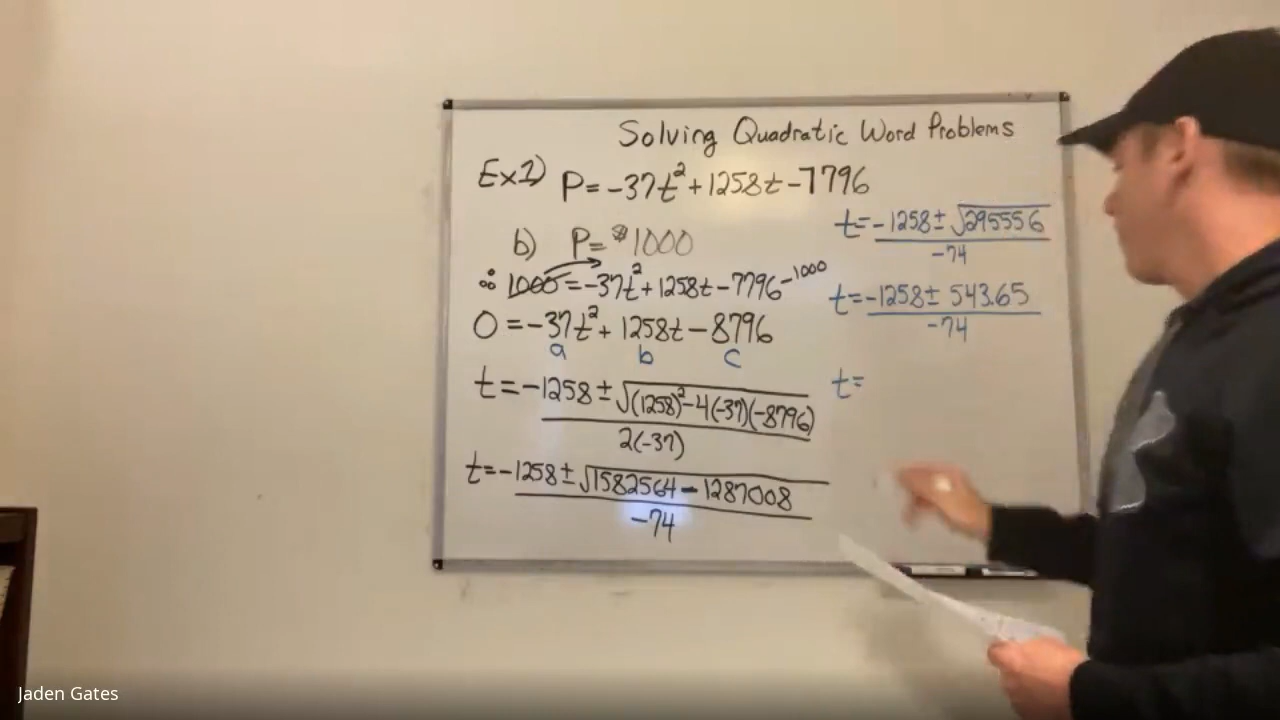 Solving Quadratic Word Problems
Ex1) P = -37t² + 1258t - 7796
b) P = $1000
∴ 1000 = -37t² + 1258t - 7796 -1000
0 = -37t² + 1258t - 8796
a b c
t = -1258 ± √(1258)² - 4(-37)(-8796)
2(-37)
t = -1258 ± √1582564 - 1287008
-74
t = -1258 ± √295556
-74
t = -1258 ± 543.65
-74
t =
Jaden Gates